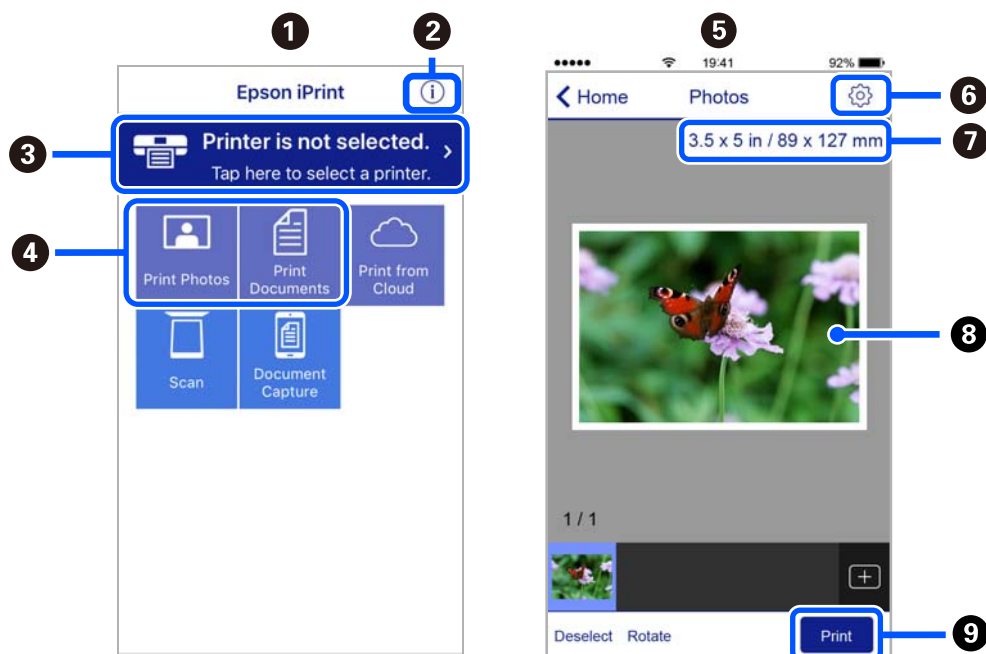 1
2
Epson iPrint
i
3
Printer is not selected.
Tap here to select a printer.
4
Print Photos
Print
Documents
Print from
Cloud
Scan
Document
Capture
5
19:41
92%
Home
Photos
6
3.5 x 5 in / 89 x 127 mm
7
8
1 / 1
Deselect
Rotate
Print
9